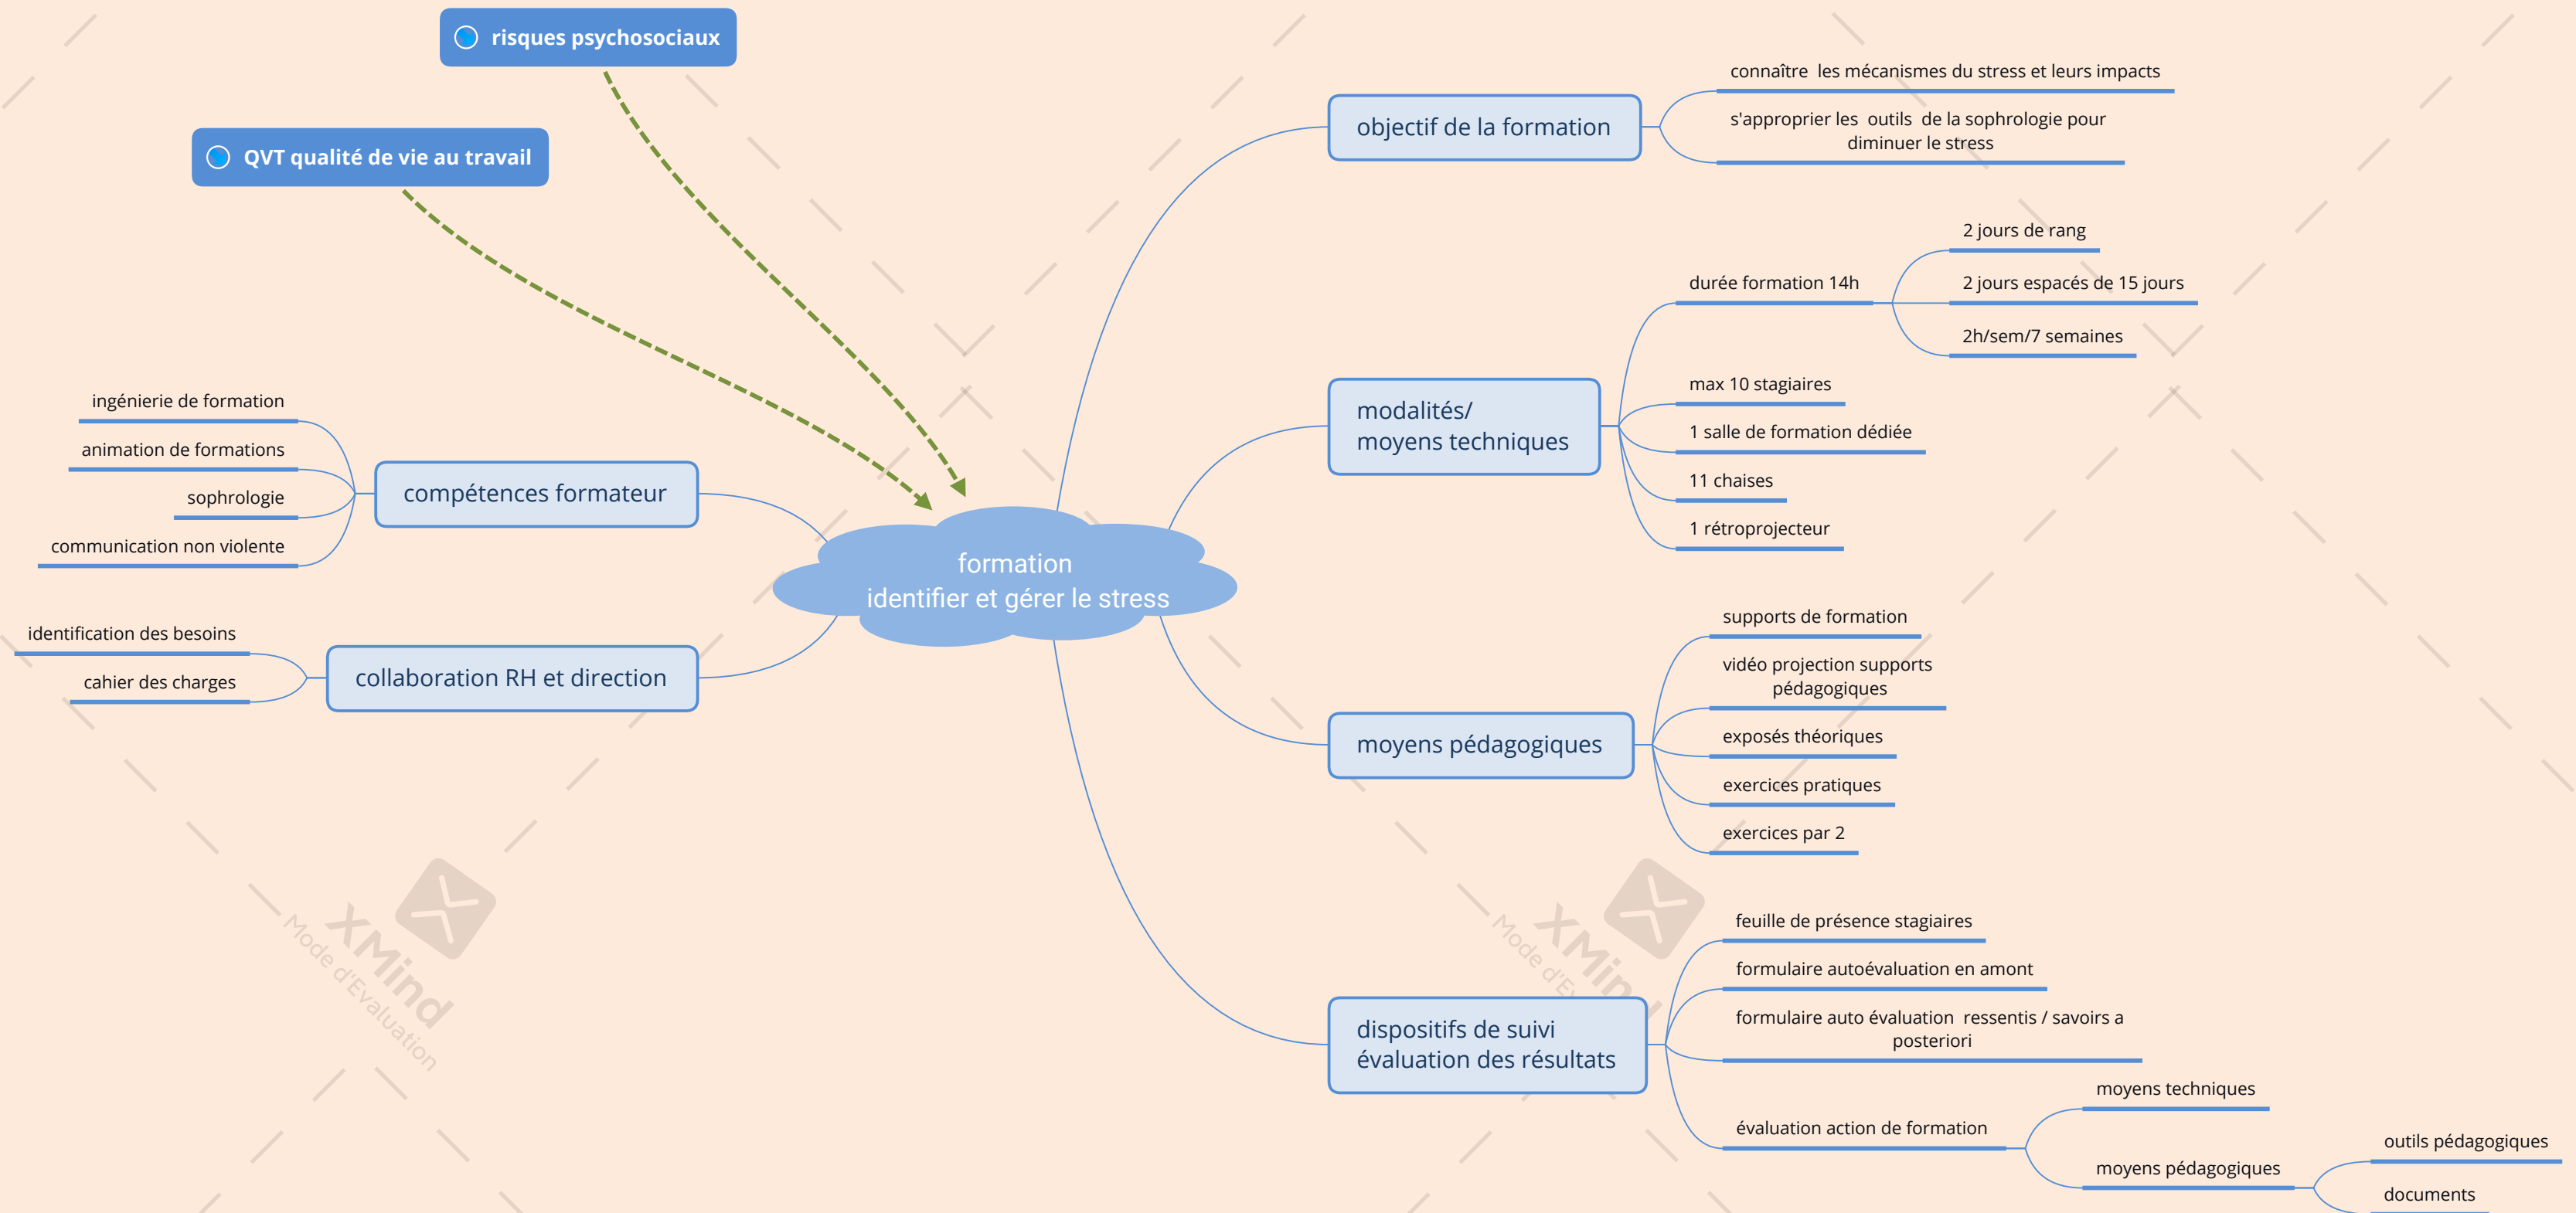 risques psychosociaux
QVT qualité de vie au travail
formation
identifier et gérer le stress
objectif de la formation
connaître  les mécanismes du stress et leurs impacts
s'approprier les  outils  de la sophrologie pour
diminuer le stress
modalités/
moyens techniques
durée formation 14h
2 jours de rang
2 jours espacés de 15 jours
2h/sem/7 semaines
max 10 stagiaires
1 salle de formation dédiée
11 chaises
1 rétroprojecteur
moyens pédagogiques
supports de formation
vidéo projection supports
pédagogiques
exposés théoriques
exercices pratiques
exercices par 2
dispositifs de suivi
évaluation des résultats
feuille de présence stagiaires
formulaire autoévaluation en amont
formulaire auto évaluation  ressentis / savoirs a
posteriori
évaluation action de formation
moyens techniques
moyens pédagogiques
outils pédagogiques
documents
compétences formateur
ingénierie de formation
animation de formations
sophrologie
communication non violente
collaboration RH et direction
identification des besoins
cahier des charges
XMind
Mode d'Evaluation
XMind
Mode d'Ev